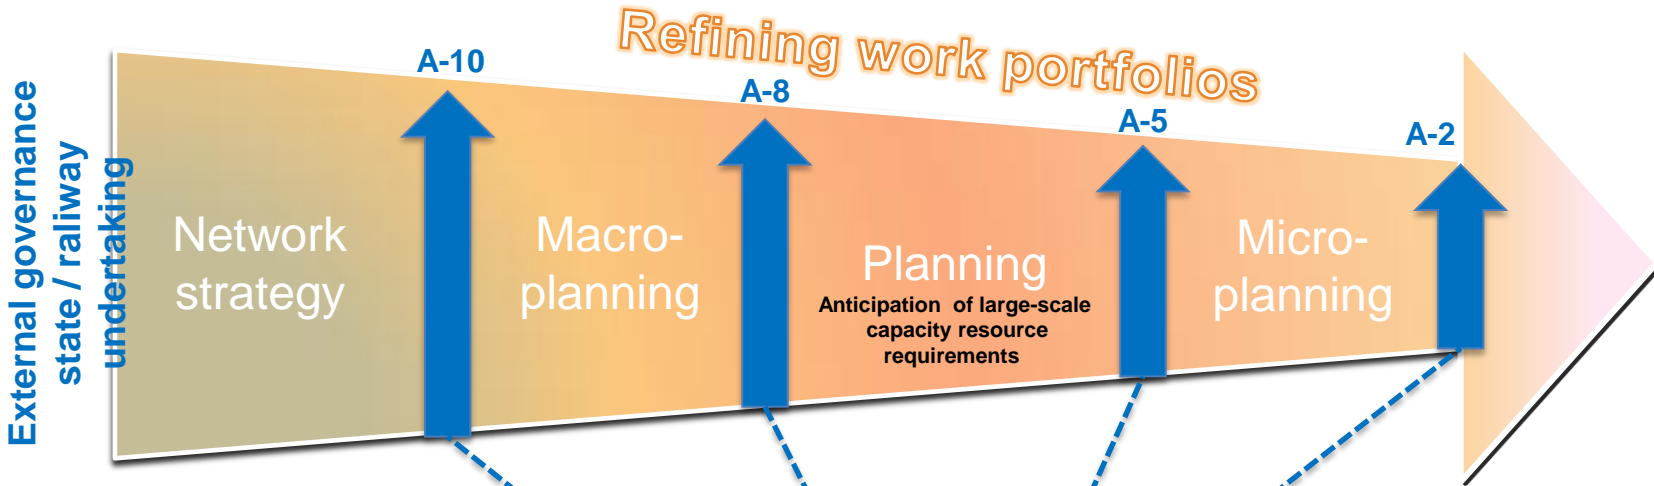 Refining work portfolios
External governance
state / raliway
undertaking
A-10
A-8
A-5
A-2
Network
strategy
Macro-
planning
Planning
Anticipation of large-scale
capacity resource
requirements
Micro-
planning